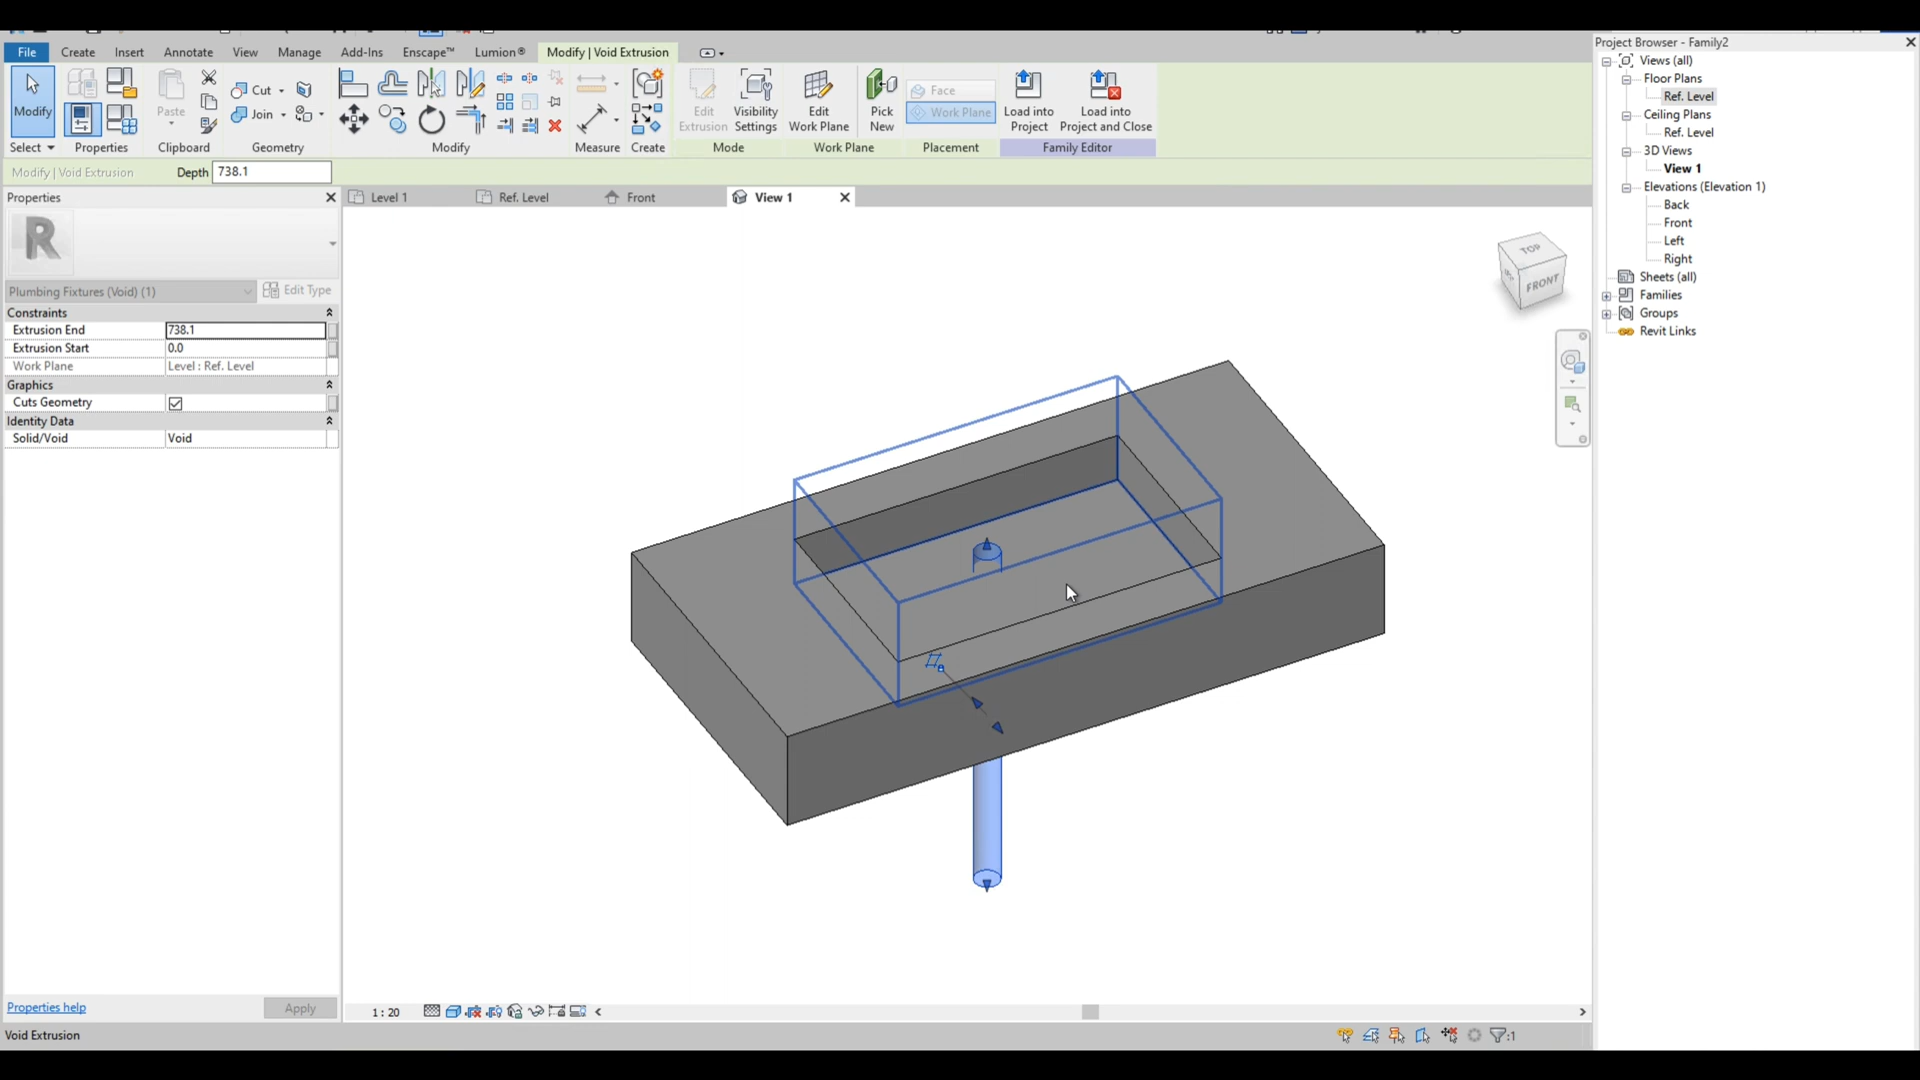 File Create Insert Annotate View Manage Add-Ins Enscape™ Lumion® Modify | Void Extrusion
Modify
Paste
Cut
Join
Edit Extrusion
Visibility Settings
Edit Work Plane
Pick New
Face
Work Plane
Load into Project
Load into Project and Close
Select Properties Clipboard Geometry Modify Measure Create Mode Work Plane Placement Family Editor
Modify | Void Extrusion Depth 738.1
Properties
Level 1 Ref. Level Front View 1
R
Plumbing Fixtures (Void) (1) Edit Type
Constraints
Extrusion End 738.1
Extrusion Start 0.0
Work Plane Level : Ref. Level
Graphics
Cuts Geometry
Identity Data
Solid/Void Void
TOP
FRONT
Project Browser - Family2
Views (all)
Floor Plans
Ref. Level
Ceiling Plans
Ref. Level
3D Views
View 1
Elevations (Elevation 1)
Back
Front
Left
Right
Sheets (all)
Families
Groups
Revit Links
Properties help Apply
1 : 20
Void Extrusion
:1